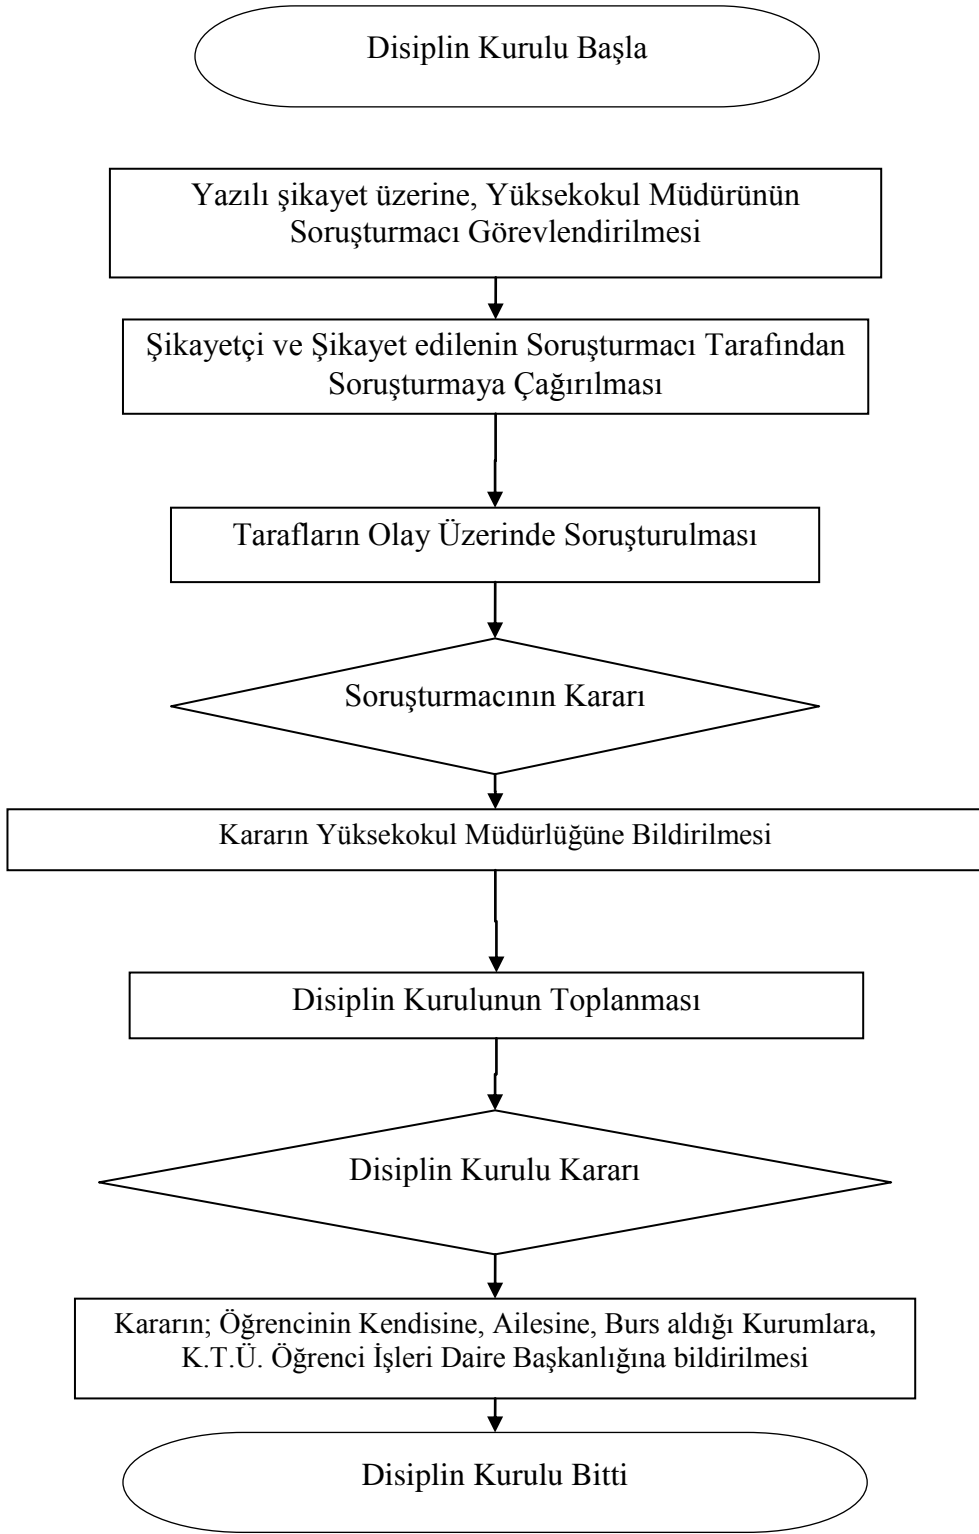 Disiplin Kurulu Başla
Yazılı şikayet üzerine, Yüksekokul Müdürünün
Soruşturmacı Görevlendirilmesi
Şikayetçi ve Şikayet edilenin Soruşturmacı Tarafından
Soruşturmaya Çağırılması
Tarafların Olay Üzerinde Soruşturulması
Soruşturmacının Kararı
Kararın Yüksekokul Müdürlüğüne Bildirilmesi
Disiplin Kurulunun Toplanması
Disiplin Kurulu Kararı
Kararın; Öğrencinin Kendisine, Ailesine, Burs aldığı Kurumlara,
K.T.Ü. Öğrenci İşleri Daire Başkanlığına bildirilmesi
Disiplin Kurulu Bitti